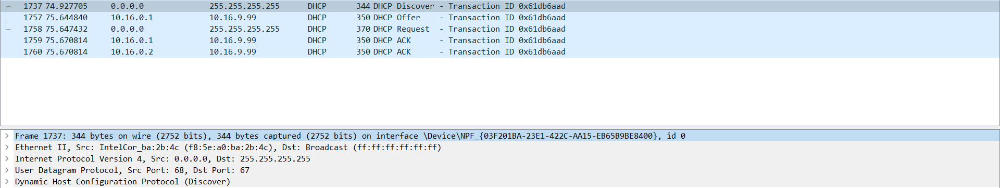 1737 74.927705 0.0.0.0 255.255.255.255 DHCP 344 DHCP Discover - Transaction ID 0x61db6aad
1757 75.644840 10.16.0.1 10.16.9.99 DHCP 350 DHCP Offer - Transaction ID 0x61db6aad
1758 75.647432 0.0.0.0 255.255.255.255 DHCP 370 DHCP Request - Transaction ID 0x61db6aad
1759 75.670814 10.16.0.1 10.16.9.99 DHCP 350 DHCP ACK - Transaction ID 0x61db6aad
1760 75.670814 10.16.0.2 10.16.9.99 DHCP 350 DHCP ACK - Transaction ID 0x61db6aad
Frame 1737: 344 bytes on wire (2752 bits), 344 bytes captured (2752 bits) on interface \Device\NPF_{03F201BA-23E1-422C-AA15-EB65B9BE8400}, id 0
Ethernet II, Src: IntelCor_ba:2b:4c (f8:5e:a0:ba:2b:4c), Dst: Broadcast (ff:ff:ff:ff:ff:ff)
Internet Protocol Version 4, Src: 0.0.0.0, Dst: 255.255.255.255
User Datagram Protocol, Src Port: 68, Dst Port: 67
Dynamic Host Configuration Protocol (Discover)